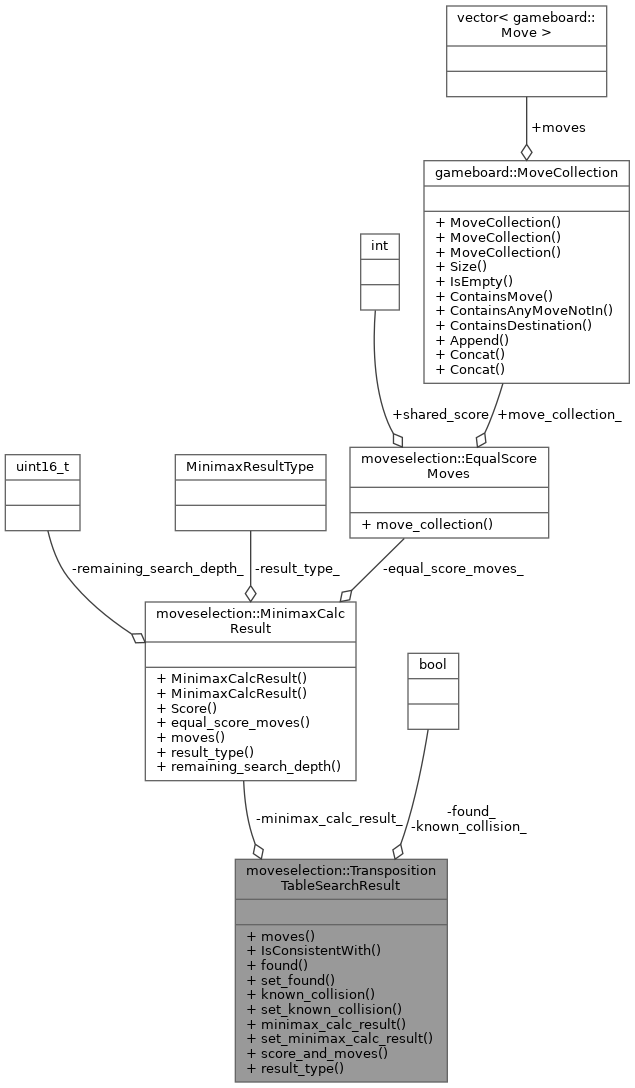 vector< gameboard::
Move >
+moves
gameboard::MoveCollection
+ MoveCollection()
+ MoveCollection()
+ MoveCollection()
+ Size()
+ IsEmpty()
+ ContainsMove()
+ ContainsAnyMoveNotIn()
+ ContainsDestination()
+ Append()
+ Concat()
+ Concat()
int
+shared_score
+move_collection_
moveselection::EqualScore
Moves
+ move_collection()
uint16_t
MinimaxResultType
-remaining_search_depth_
-result_type_
-equal_score_moves_
moveselection::MinimaxCalc
Result
+ MinimaxCalcResult()
+ MinimaxCalcResult()
+ Score()
+ equal_score_moves()
+ moves()
+ result_type()
+ remaining_search_depth()
bool
-minimax_calc_result_
-found_
-known_collision_
moveselection::Transposition
TableSearchResult
+ moves()
+ IsConsistentWith()
+ found()
+ set_found()
+ known_collision()
+ set_known_collision()
+ minimax_calc_result()
+ set_minimax_calc_result()
+ score_and_moves()
+ result_type()